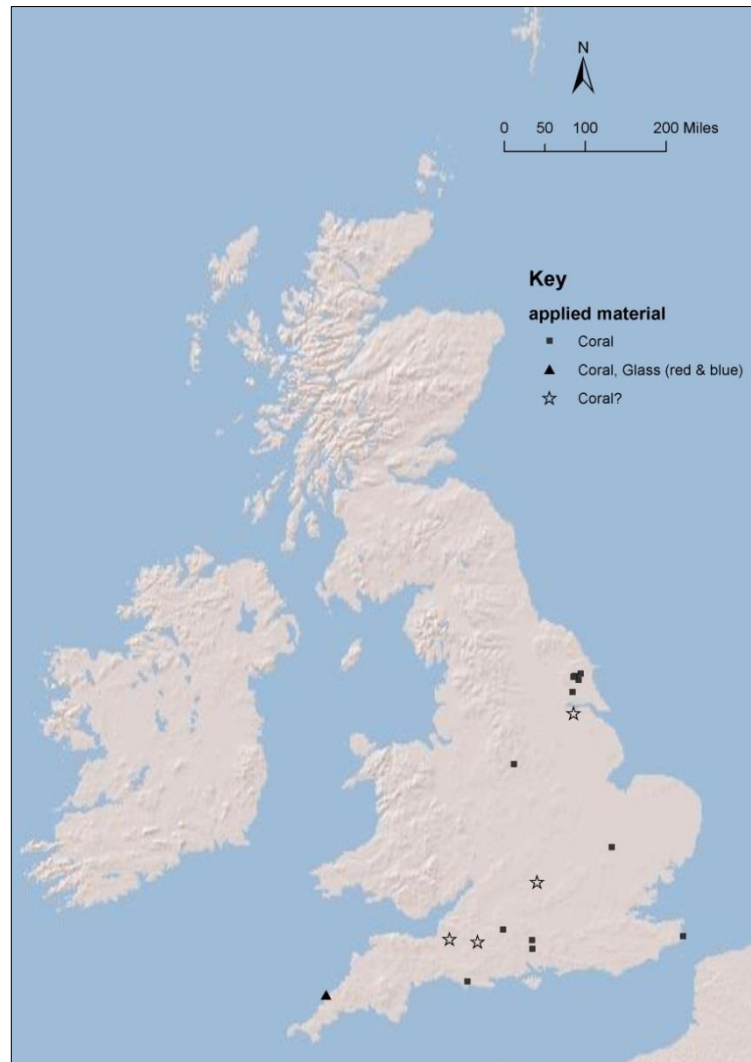 N
0 50 100 200 Miles
Key
applied material
Coral
Coral, Glass (red & blue)
Coral?